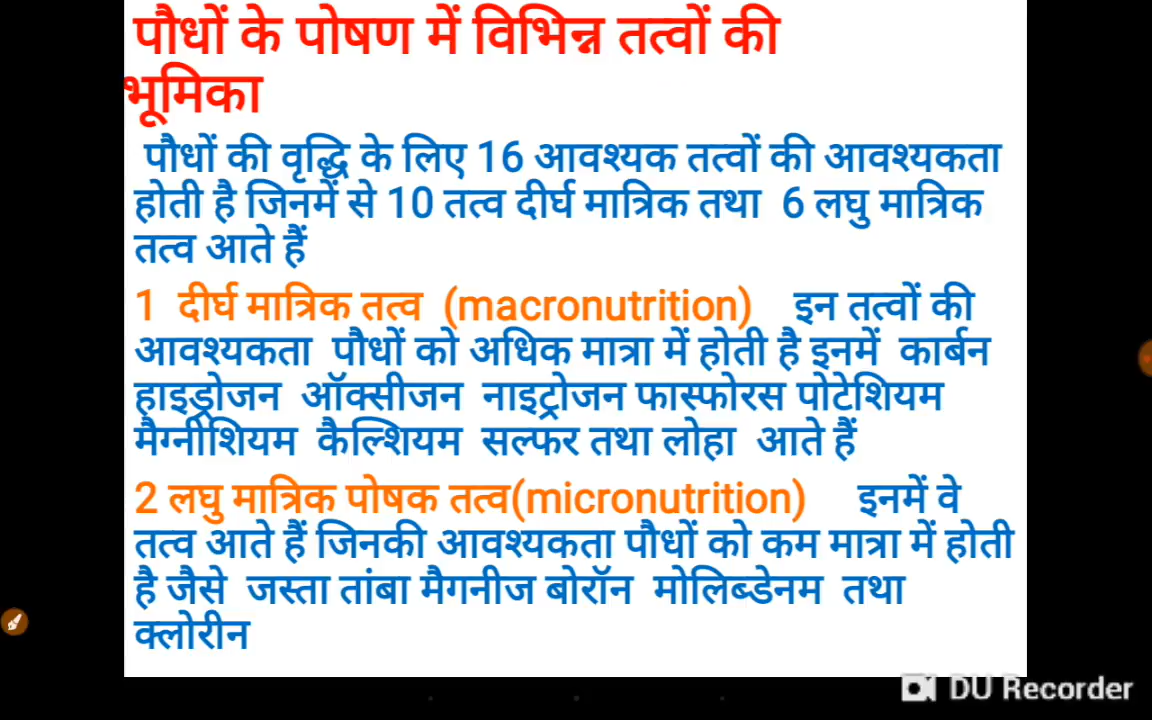 पौधों के पोषण में विभिन्न तत्वों की
भूमिका
पौधों की वृद्धि के लिए 16 आवश्यक तत्वों की आवश्यकता
होती है जिनमें से 10 तत्व दीर्घ मात्रिक तथा 6 लघु मात्रिक
तत्व आते हैं
1 दीर्घ मात्रिक तत्व (macronutrition) इन तत्वों की
आवश्यकता पौधों को अधिक मात्रा में होती है इनमें कार्बन
हाइड्रोजन ऑक्सीजन नाइट्रोजन फास्फोरस पोटेशियम
मैग्नीशियम कैल्शियम सल्फर तथा लोहा आते हैं
2 लघु मात्रिक पोषक तत्व(micronutrition) इनमें वे
तत्व आते हैं जिनकी आवश्यकता पौधों को कम मात्रा में होती
है जैसे जस्ता तांबा मैगनीज बोरॉन मोलिब्डेनम तथा
क्लोरीन
DU Recorder